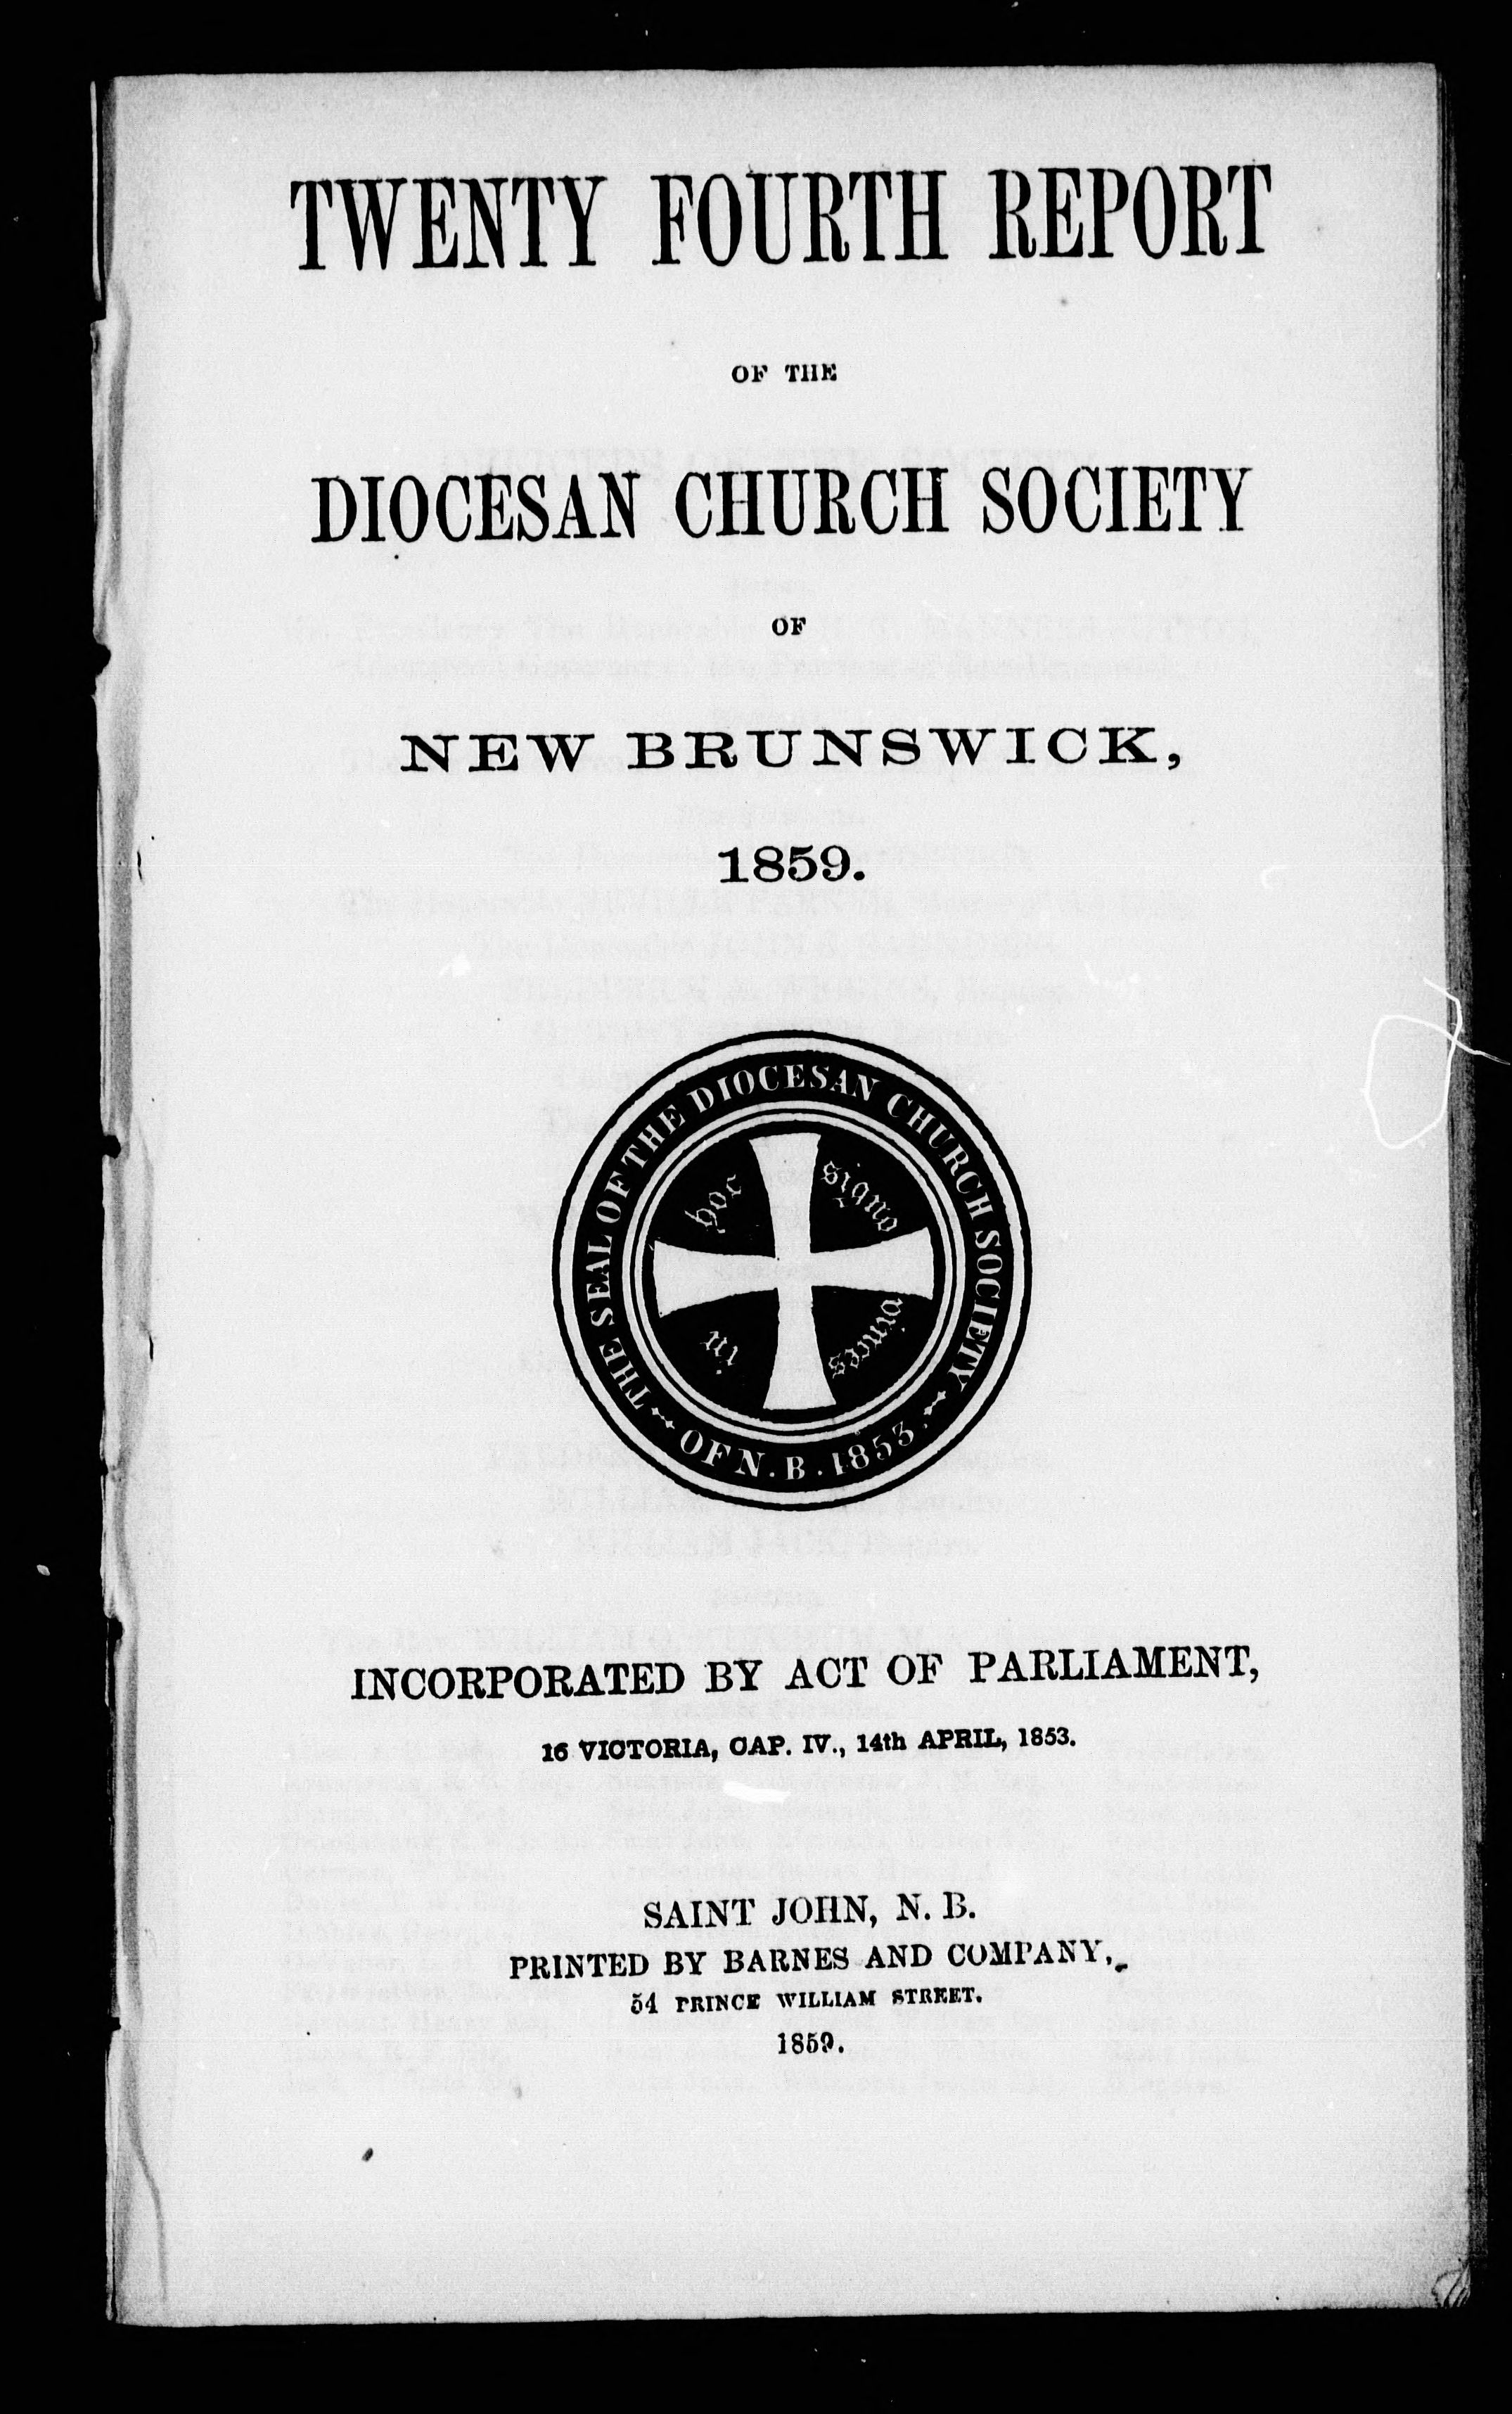 TWENTY FOURTH REPORT
OF THE
DIOCESAN CHURCH SOCIETY
OF
NEW BRUNSWICK,
1859.
THE SEAL OF THE DIOCESAN CHURCH SOCIETY
OF N. B. 1853.
in
hoc
signo
vinces
INCORPORATED BY ACT OF PARLIAMENT,
16 VICTORIA, CAP. IV., 14th APRIL, 1853.
SAINT JOHN, N. B.
PRINTED BY BARNES AND COMPANY,
54 PRINCE WILLIAM STREET.
1859.